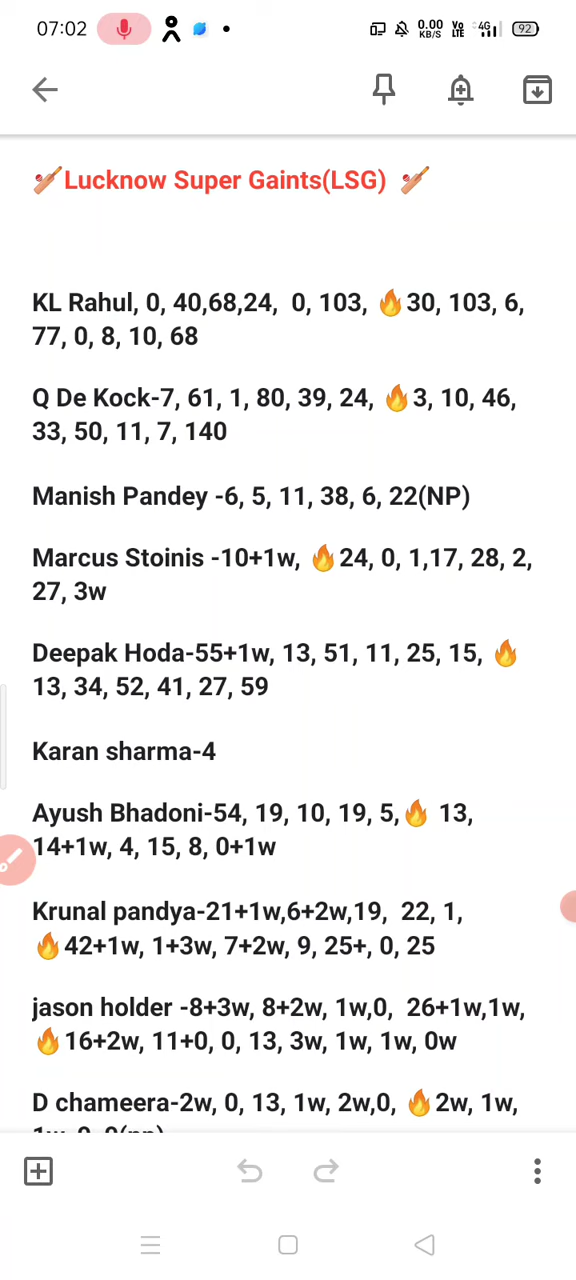 07:02 0.00 KB/S Vo LTE 4G 92
🏏Lucknow Super Gaints(LSG) 🏏
KL Rahul, 0, 40,68,24,  0, 103, 🔥30, 103, 6,
77, 0, 8, 10, 68
Q De Kock-7, 61, 1, 80, 39, 24, 🔥3, 10, 46,
33, 50, 11, 7, 140
Manish Pandey -6, 5, 11, 38, 6, 22(NP)
Marcus Stoinis -10+1w, 🔥24, 0, 1,17, 28, 2,
27, 3w
Deepak Hoda-55+1w, 13, 51, 11, 25, 15, 🔥
13, 34, 52, 41, 27, 59
Karan sharma-4
Ayush Bhadoni-54, 19, 10, 19, 5,🔥 13,
14+1w, 4, 15, 8, 0+1w
Krunal pandya-21+1w,6+2w,19,  22, 1,
🔥42+1w, 1+3w, 7+2w, 9, 25+, 0, 25
jason holder -8+3w, 8+2w, 1w,0,  26+1w,1w,
🔥16+2w, 11+0, 0, 13, 3w, 1w, 1w, 0w
D chameera-2w, 0, 13, 1w, 2w,0, 🔥2w, 1w,